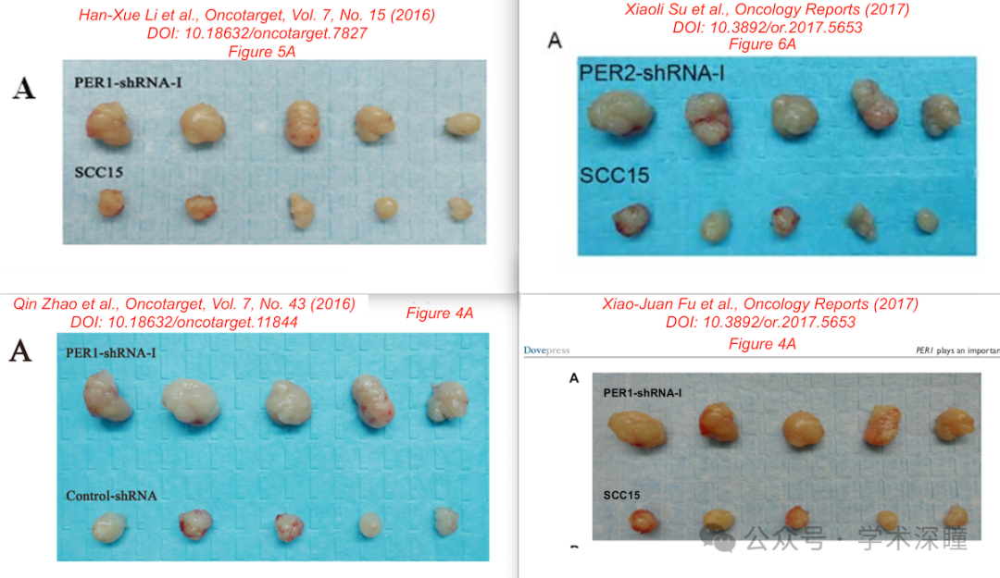 Han-Xue Li et al., Oncotarget, Vol. 7, No. 15 (2016)
DOI: 10.18632/oncotarget.7827
Figure 5A
A
PER1-shRNA-I
SCC15
Xiaoli Su et al., Oncology Reports (2017)
DOI: 10.3892/or.2017.5653
Figure 6A
A
PER2-shRNA-I
SCC15
Qin Zhao et al., Oncotarget, Vol. 7, No. 43 (2016)
DOI: 10.18632/oncotarget.11844
Figure 4A
A
PER1-shRNA-I
Control-shRNA
Xiao-Juan Fu et al., Oncology Reports (2017)
DOI: 10.3892/or.2017.5653
Figure 4A
Dovepress
PER1 plays an importan
A
PER1-shRNA-I
SCC15
公众号 · 学术深瞳